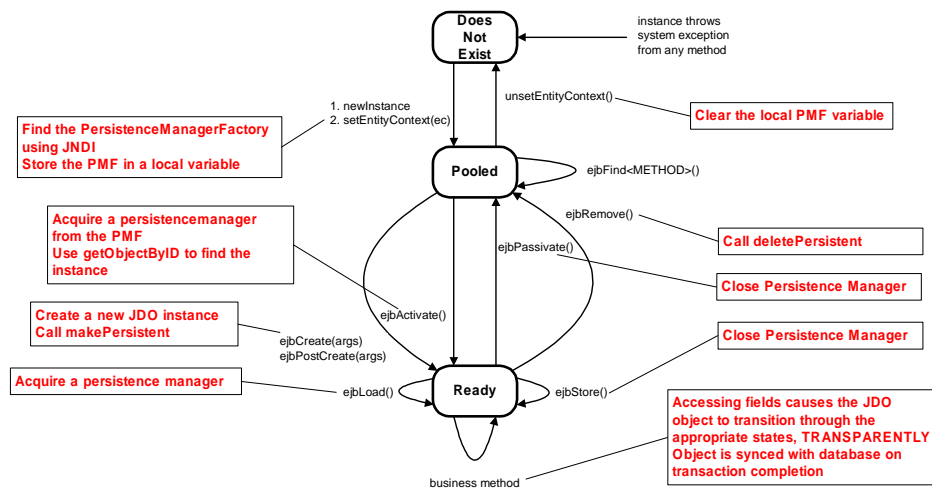 Does
Not
Exist
instance throws
system exception
from any method
1. newInstance
2. setEntityContext(ec)
unsetEntityContext()
Clear the local PMF variable
Find the PersistenceManagerFactory
using JNDI
Store the PMF in a local variable
Pooled
ejbFind<METHOD>()
Acquire a persistencemanager
from the PMF
Use getObjectByID to find the
instance
ejbRemove()
Call deletePersistent
ejbPassivate()
Close Persistence Manager
ejbActivate()
Create a new JDO instance
Call makePersistent
ejbCreate(args)
ejbPostCreate(args)
Close Persistence Manager
Acquire a persistence manager
ejbLoad()
Ready
ejbStore()
Accessing fields causes the JDO
object to transition through the
appropriate states, TRANSPARENTLY
Object is synced with database on
transaction completion
business method